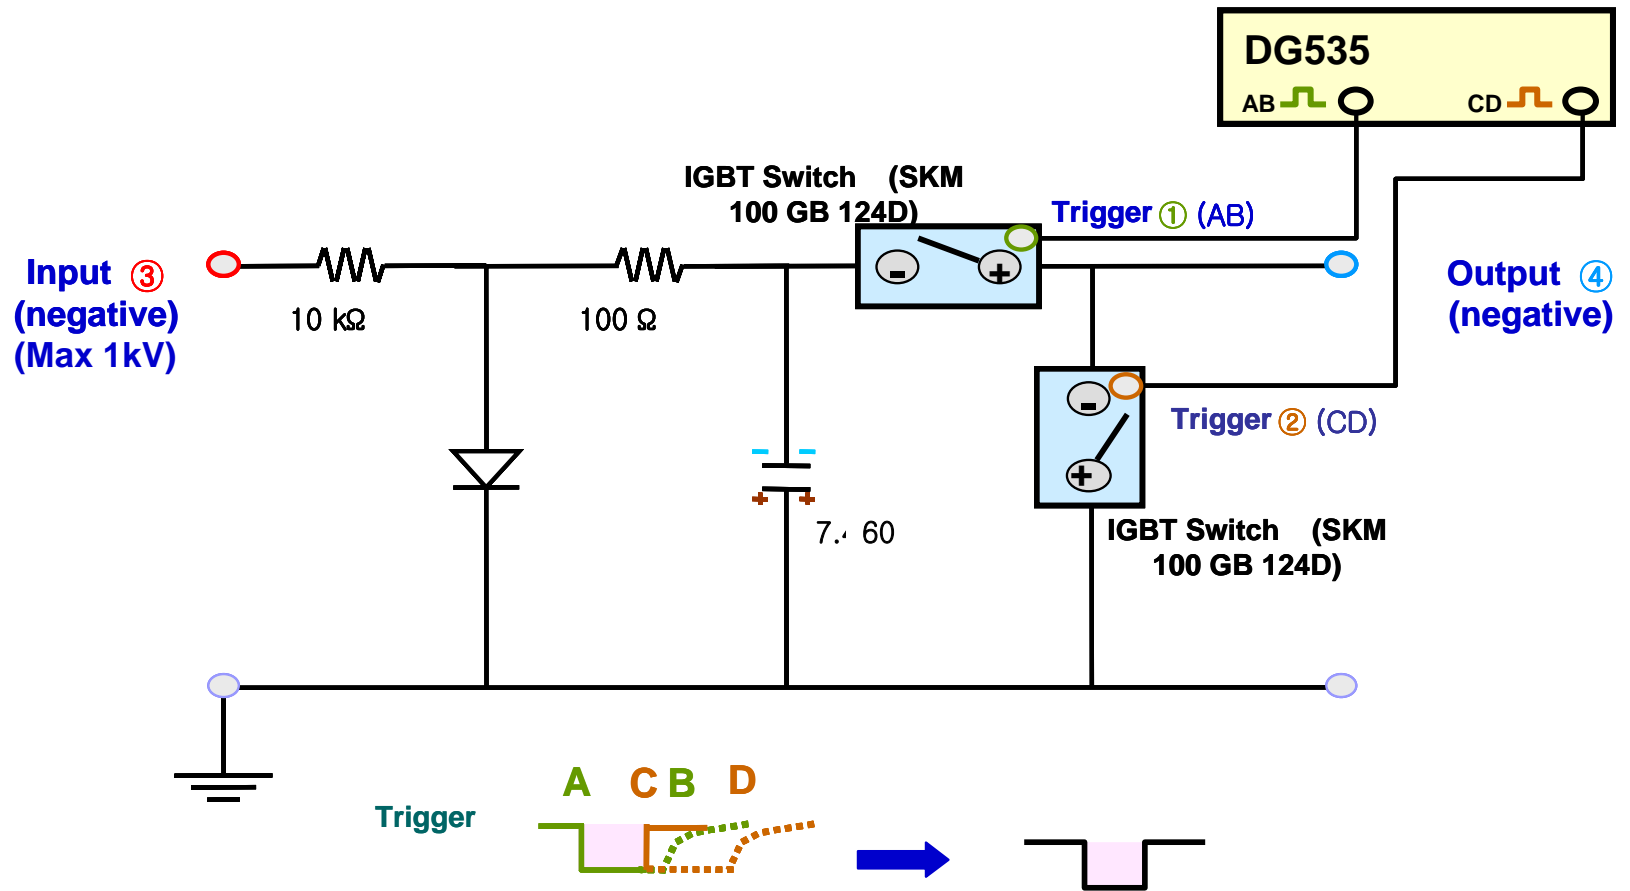 DG535
AB
CD
IGBT Switch (SKM
100 GB 124D)
Trigger ① (AB)
Input ③
(negative)
(Max 1kV)
10 kΩ
100 Ω
- +
Output ④
(negative)
-
Trigger ② (CD)
+
- -
+ +
60
IGBT Switch (SKM
100 GB 124D)
A C B D
Trigger